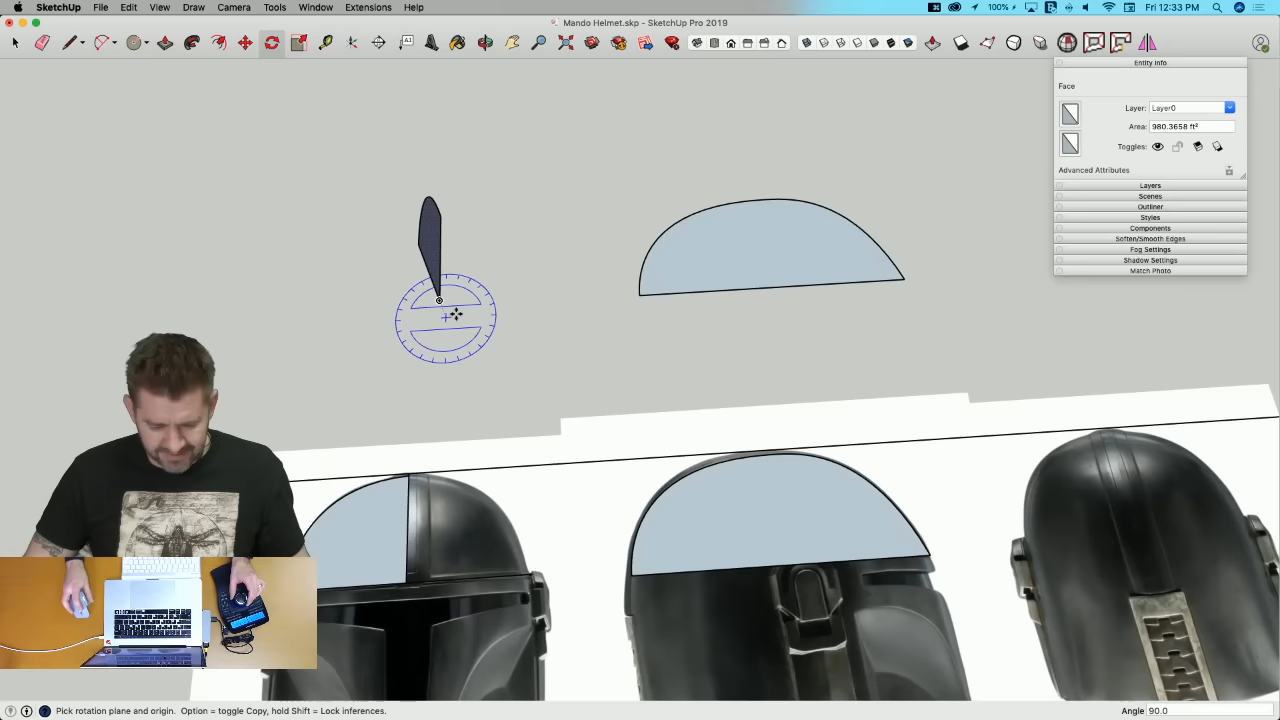 SketchUp File Edit View Draw Camera Tools Window Extensions Help
100% Fri 12:33 PM
Mando Helmet.skp - SketchUp Pro 2019
A1
Entity Info
Face
Layer: Layer0
Area: 980.3658 ft²
Toggles:
Advanced Attributes
Layers
Scenes
Outliner
Styles
Components
Soften/Smooth Edges
Fog Settings
Shadow Settings
Match Photo
Pick rotation plane and origin. Option = toggle Copy, hold Shift = Lock inferences.
Angle 90.0